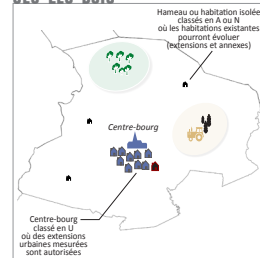 Hameau ou habitation isolée
classés en A ou N
où les habitations existantes
pourront évoluer
(extensions et annexes)
Centre-bourg
Centre-bourg
classé en U
où des extensions
urbaines mesurées
sont autorisées